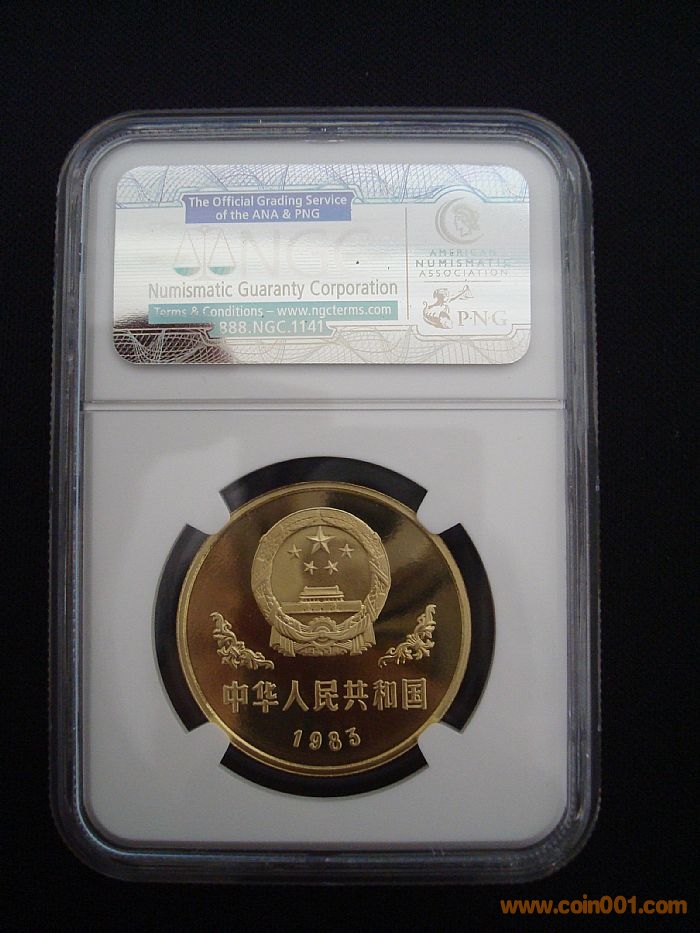 The Official Grading Service
of the ANA & PNG
NGC
Numismatic Guaranty Corporation
Terms & Conditions – www.ngcterms.com
888.NGC.1141
AMERICAN
NUMISMATIC
ASSOCIATION
PNG
中华人民共和国
1983
www.coin001.com